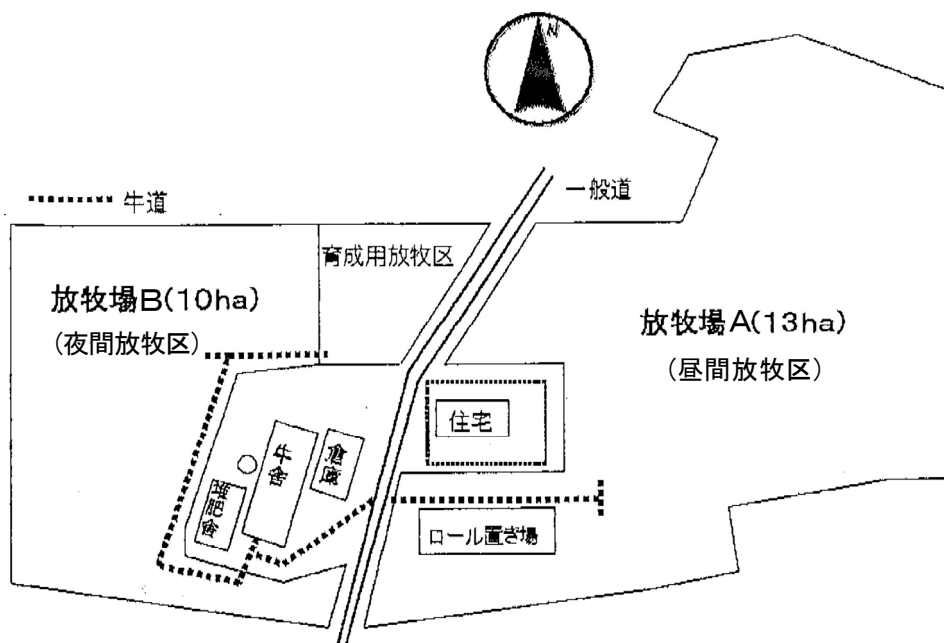 N
一般道
牛道
育成用放牧区
放牧場B(10ha)
(夜間放牧区)
放牧場A(13ha)
(昼間放牧区)
住宅
倉庫
牛舎
堆肥舎
ロール置き場